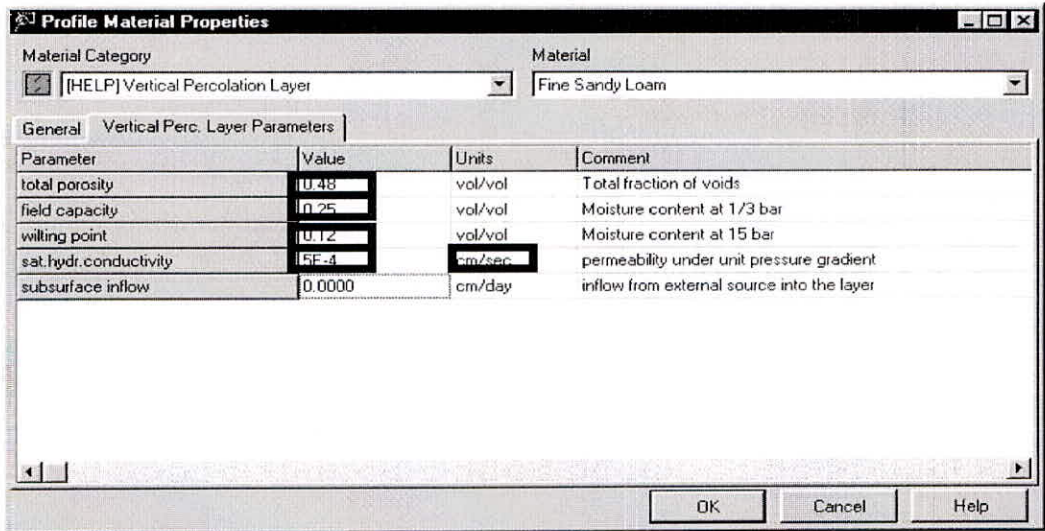 Profile Material Properties
Material Category
Material
[HELP] Vertical Percolation Layer
Fine Sandy Loam
General
Vertical Perc. Layer Parameters
Parameter Value Units Comment
total porosity 0.48 vol/vol Total fraction of voids
field capacity 0.25 vol/vol Moisture content at 1/3 bar
wilting point 0.12 vol/vol Moisture content at 15 bar
sat.hydr.conductivity 5E-4 cm/sec permeability under unit pressure gradient
subsurface inflow 0.0000 cm/day inflow from external source into the layer
OK Cancel Help